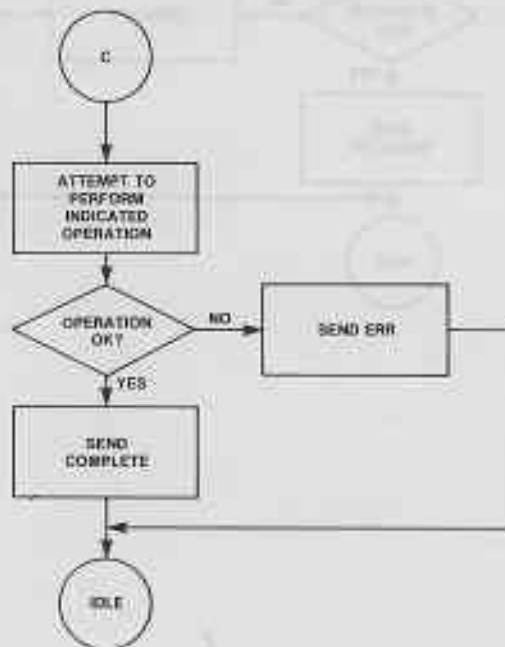 C
ATTEMPT TO
PERFORM
INDICATED
OPERATION
OPERATION
OK?
NO
SEND ERR
YES
SEND
COMPLETE
IDLE